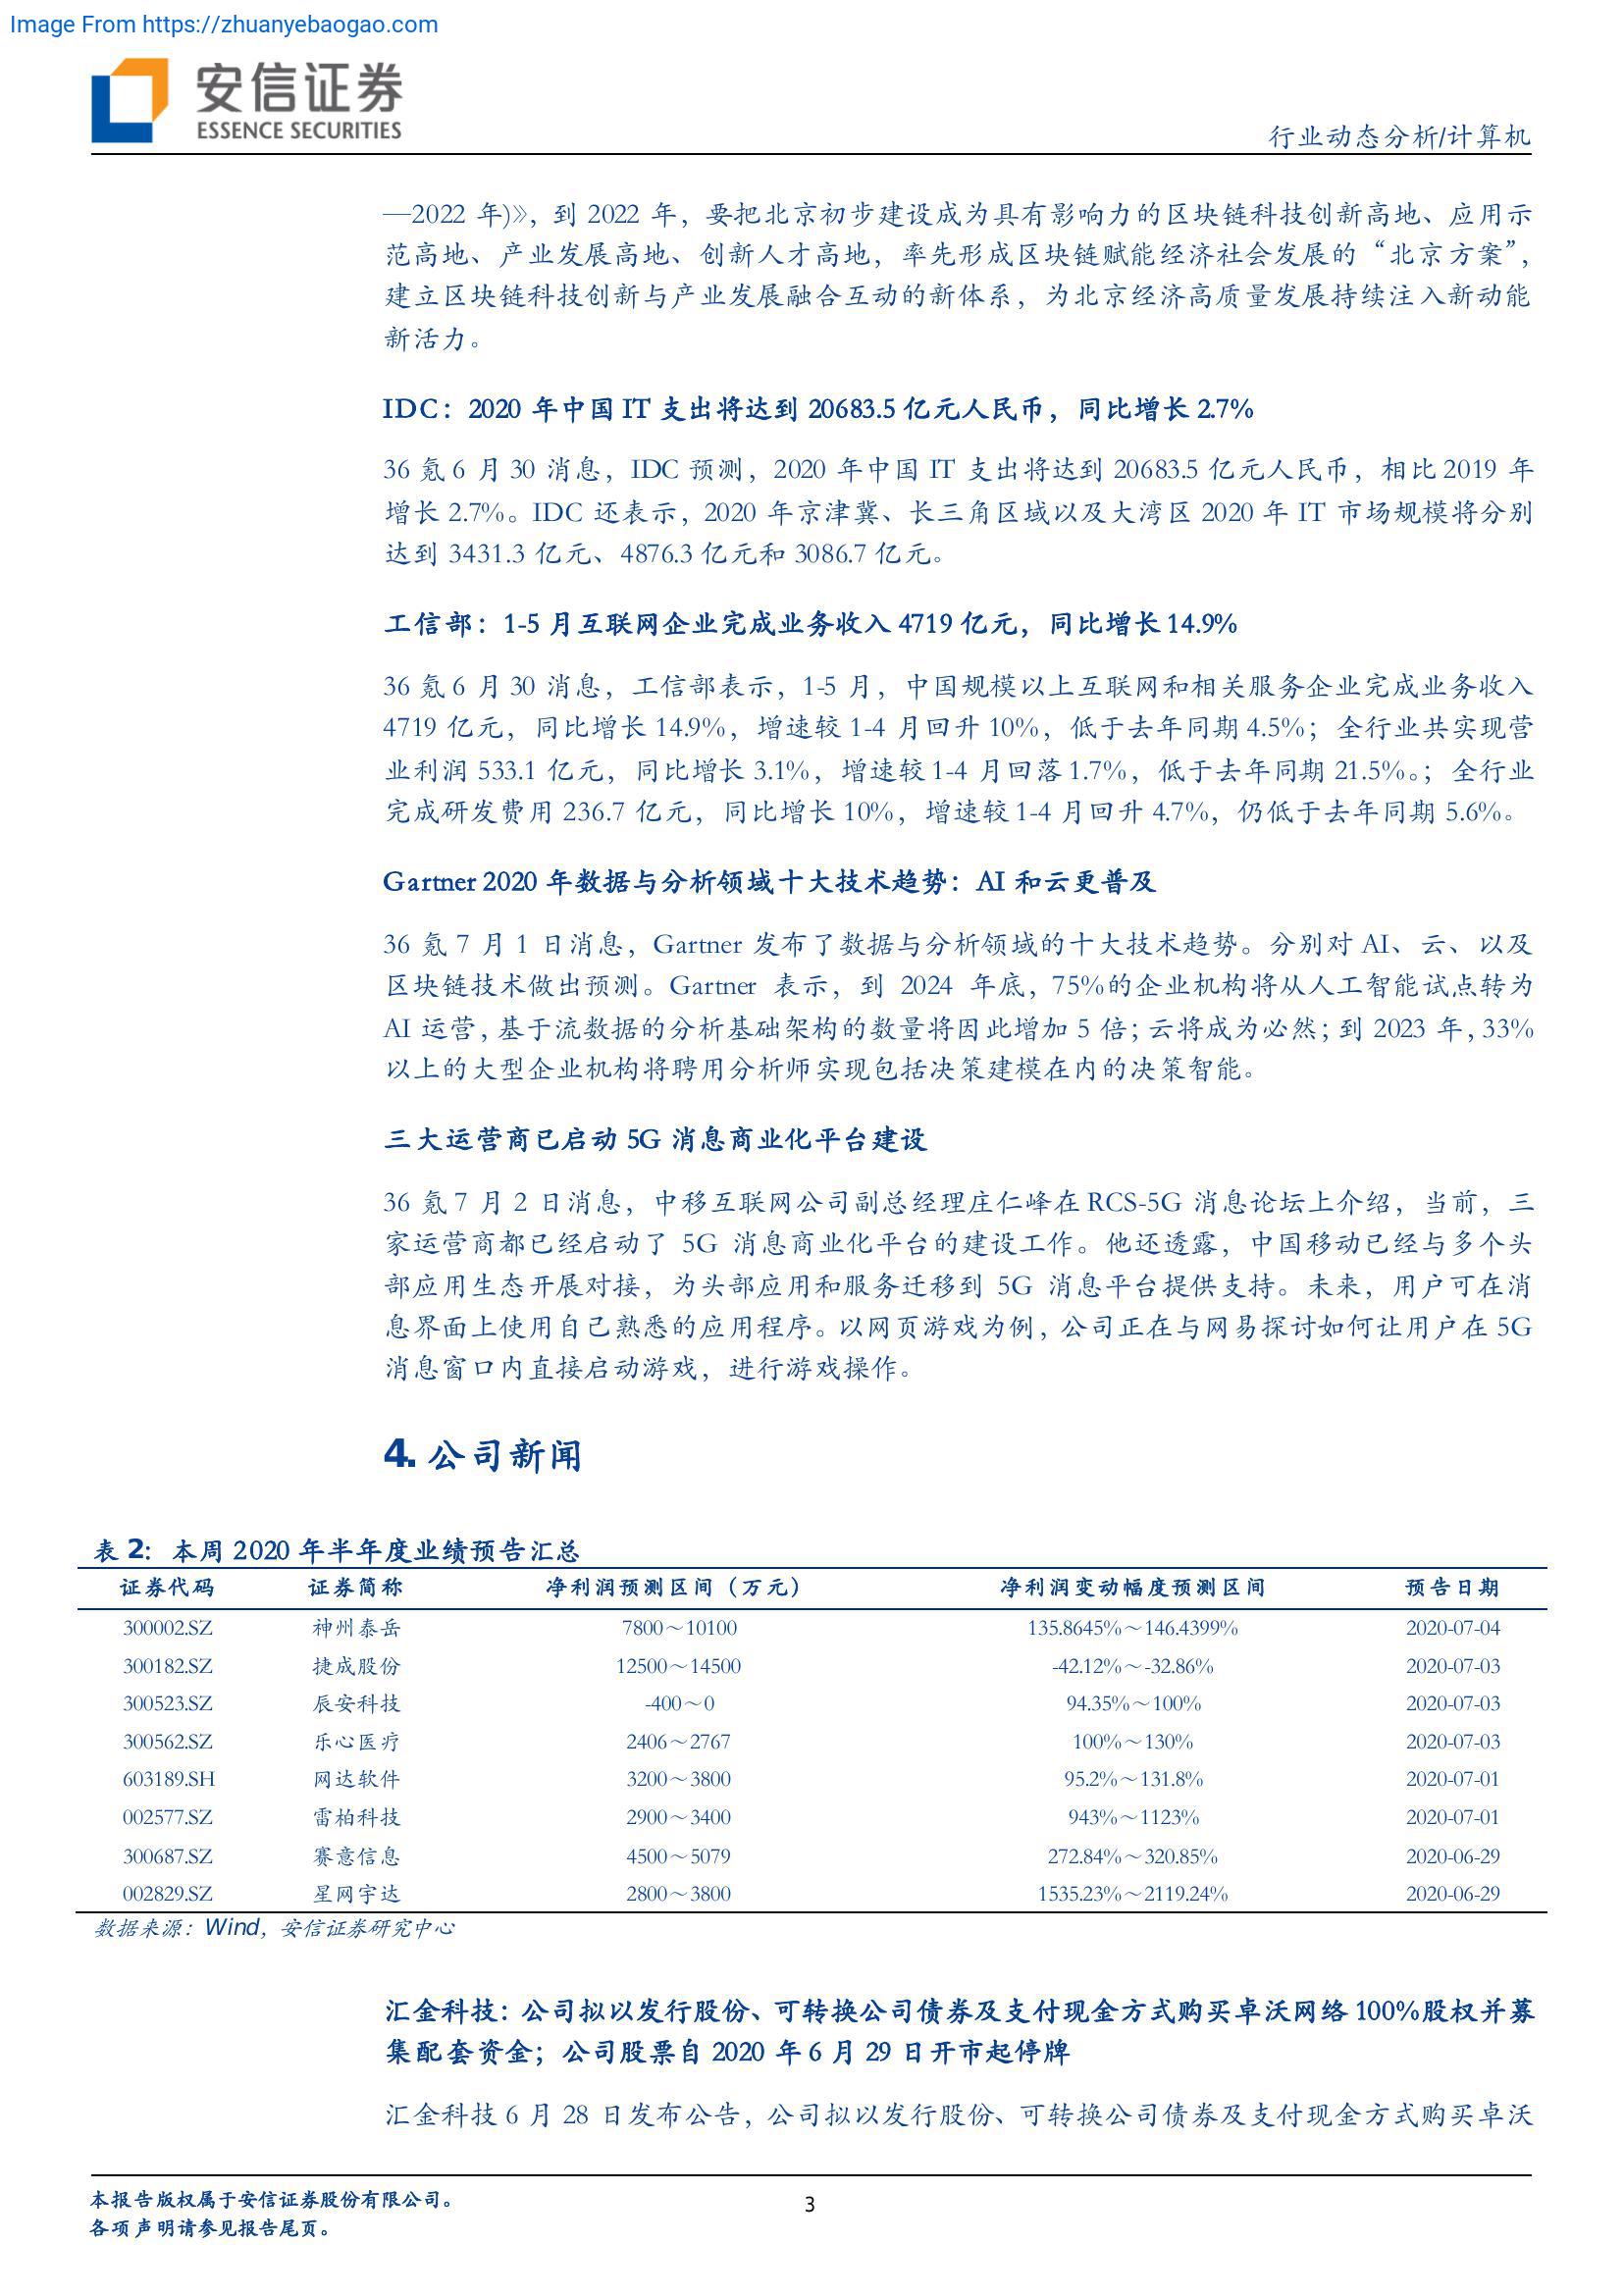 Image From https://zhuanyebaogao.com
安信证券
ESSENCE SECURITIES
行业动态分析/计算机
—2022 年)》，到 2022 年，要把北京初步建设成为具有影响力的区块链科技创新高地、应用示
范高地、产业发展高地、创新人才高地，率先形成区块链赋能经济社会发展的“北京方案”，
建立区块链科技创新与产业发展融合互动的新体系，为北京经济高质量发展持续注入新动能
新活力。
IDC：2020 年中国 IT 支出将达到 20683.5 亿元人民币，同比增长 2.7%
36 氪 6 月 30 消息，IDC 预测，2020 年中国 IT 支出将达到 20683.5 亿元人民币，相比 2019 年
增长 2.7%。IDC 还表示，2020 年京津冀、长三角区域以及大湾区 2020 年 IT 市场规模将分别
达到 3431.3 亿元、4876.3 亿元和 3086.7 亿元。
工信部：1-5 月互联网企业完成业务收入 4719 亿元，同比增长 14.9%
36 氪 6 月 30 消息，工信部表示，1-5 月，中国规模以上互联网和相关服务企业完成业务收入
4719 亿元，同比增长 14.9%，增速较 1-4 月回升 10%，低于去年同期 4.5%；全行业共实现营
业利润 533.1 亿元，同比增长 3.1%，增速较 1-4 月回落 1.7%，低于去年同期 21.5%。；全行业
完成研发费用 236.7 亿元，同比增长 10%，增速较 1-4 月回升 4.7%，仍低于去年同期 5.6%。
Gartner 2020 年数据与分析领域十大技术趋势：AI 和云更普及
36 氪 7 月 1 日消息，Gartner 发布了数据与分析领域的十大技术趋势。分别对 AI、云、以及
区块链技术做出预测。Gartner 表示，到 2024 年底，75%的企业机构将从人工智能试点转为
AI 运营，基于流数据的分析基础架构的数量将因此增加 5 倍；云将成为必然；到 2023 年，33%
以上的大型企业机构将聘用分析师实现包括决策建模在内的决策智能。
三大运营商已启动 5G 消息商业化平台建设
36 氪 7 月 2 日消息，中移互联网公司副总经理庄仁峰在 RCS-5G 消息论坛上介绍，当前，三
家运营商都已经启动了 5G 消息商业化平台的建设工作。他还透露，中国移动已经与多个头
部应用生态开展对接，为头部应用和服务迁移到 5G 消息平台提供支持。未来，用户可在消
息界面上使用自己熟悉的应用程序。以网页游戏为例，公司正在与网易探讨如何让用户在 5G
消息窗口内直接启动游戏，进行游戏操作。
4. 公司新闻
表 2：本周 2020 年半年度业绩预告汇总
证券代码 证券简称 净利润预测区间（万元） 净利润变动幅度预测区间 预告日期
300002.SZ 神州泰岳 7800～10100 135.8645%～146.4399% 2020-07-04
300182.SZ 捷成股份 12500～14500 -42.12%～-32.86% 2020-07-03
300523.SZ 辰安科技 -400～0 94.35%～100% 2020-07-03
300562.SZ 乐心医疗 2406～2767 100%～130% 2020-07-03
603189.SH 网达软件 3200～3800 95.2%～131.8% 2020-07-01
002577.SZ 雷柏科技 2900～3400 943%～1123% 2020-07-01
300687.SZ 赛意信息 4500～5079 272.84%～320.85% 2020-06-29
002829.SZ 星网宇达 2800～3800 1535.23%～2119.24% 2020-06-29
数据来源：Wind，安信证券研究中心
汇金科技：公司拟以发行股份、可转换公司债券及支付现金方式购买卓沃网络 100%股权并募
集配套资金；公司股票自 2020 年 6 月 29 日开市起停牌
汇金科技 6 月 28 日发布公告，公司拟以发行股份、可转换公司债券及支付现金方式购买卓沃
本报告版权属于安信证券股份有限公司。
3
各项声明请参见报告尾页。